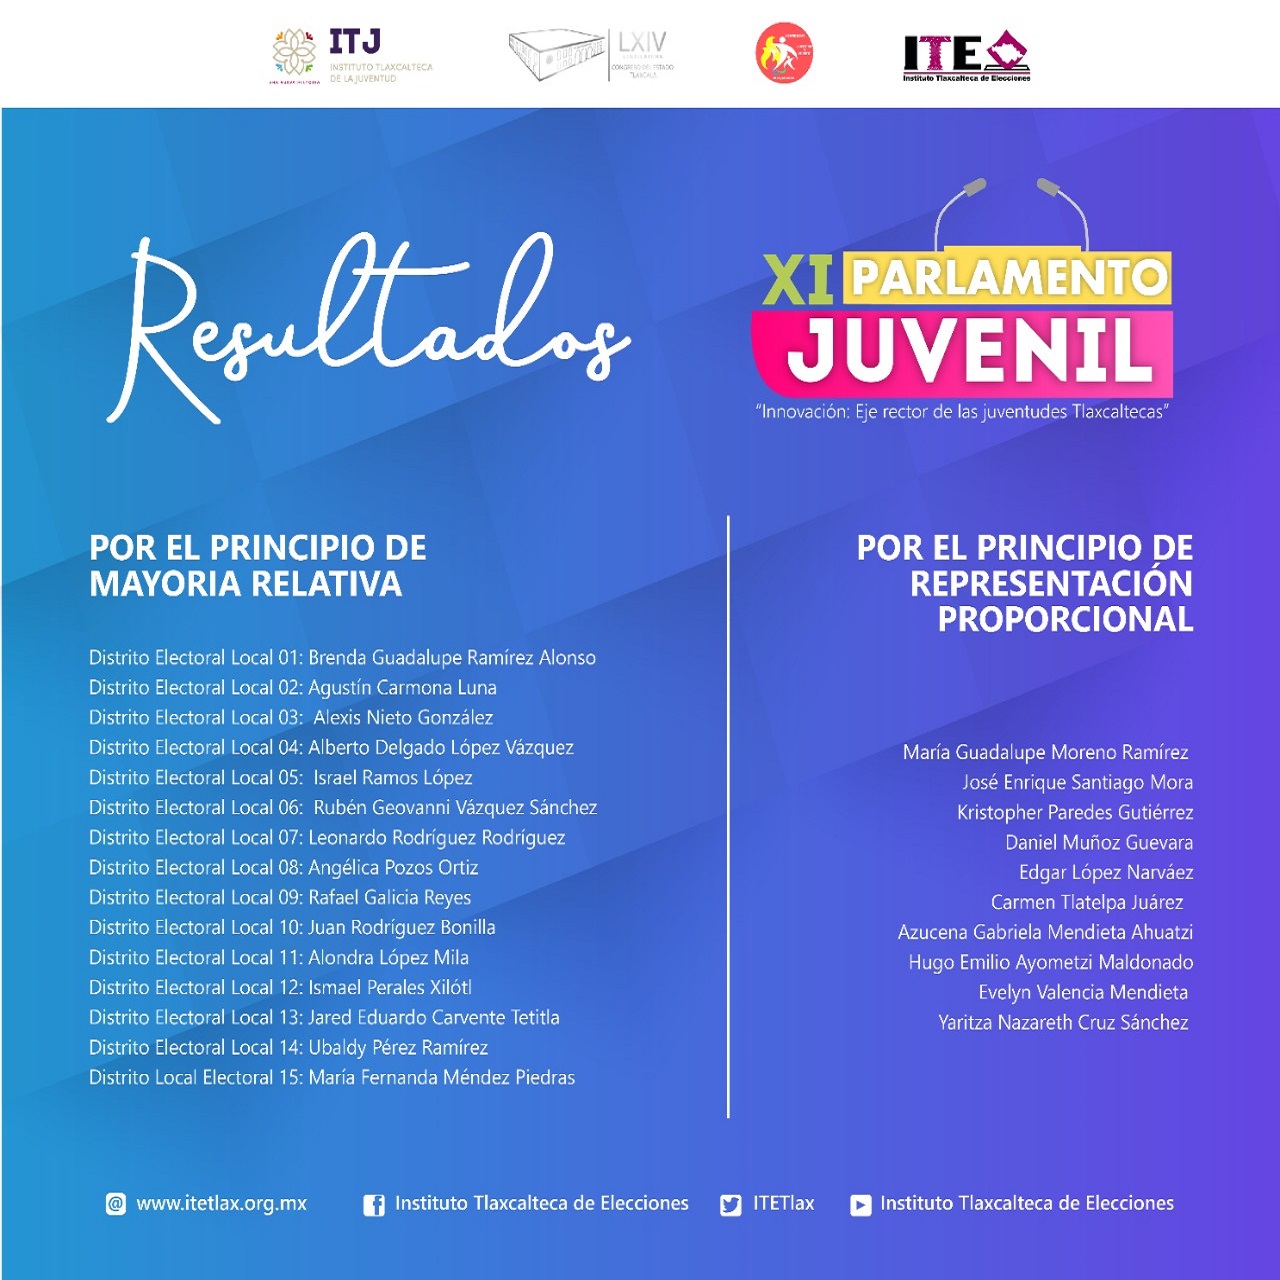 ITJ
INSTITUTO TLAXCALTECA
DE LA JUVENTUD
UNA NUEVA HISTORIA
LXIV
LEGISLATURA
CONGRESO DEL ESTADO
TLAXCALA
ITE
Instituto Tlaxcalteca de Elecciones
Resultados
XI PARLAMENTO
JUVENIL
“Innovación: Eje rector de las juventudes Tlaxcaltecas”
POR EL PRINCIPIO DE
MAYORIA RELATIVA
Distrito Electoral Local 01: Brenda Guadalupe Ramírez Alonso
Distrito Electoral Local 02: Agustín Carmona Luna
Distrito Electoral Local 03:  Alexis Nieto González
Distrito Electoral Local 04: Alberto Delgado López Vázquez
Distrito Electoral Local 05:  Israel Ramos López
Distrito Electoral Local 06:  Rubén Geovanni Vázquez Sánchez
Distrito Electoral Local 07: Leonardo Rodríguez Rodríguez
Distrito Electoral Local 08: Angélica Pozos Ortiz
Distrito Electoral Local 09: Rafael Galicia Reyes
Distrito Electoral Local 10: Juan Rodríguez Bonilla
Distrito Electoral Local 11: Alondra López Mila
Distrito Electoral Local 12: Ismael Perales Xilótl
Distrito Electoral Local 13: Jared Eduardo Carvente Tetitla
Distrito Electoral Local 14: Ubaldy Pérez Ramírez
Distrito Local Electoral 15: María Fernanda Méndez Piedras
POR EL PRINCIPIO DE
REPRESENTACIÓN
PROPORCIONAL
María Guadalupe Moreno Ramírez
José Enrique Santiago Mora
Kristopher Paredes Gutiérrez
Daniel Muñoz Guevara
Edgar López Narváez
Carmen Tlatelpa Juárez
Azucena Gabriela Mendieta Ahuatzi
Hugo Emilio Ayometzi Maldonado
Evelyn Valencia Mendieta
Yaritza Nazareth Cruz Sánchez
@ www.itetlax.org.mx
Instituto Tlaxcalteca de Elecciones
ITETlax
Instituto Tlaxcalteca de Elecciones